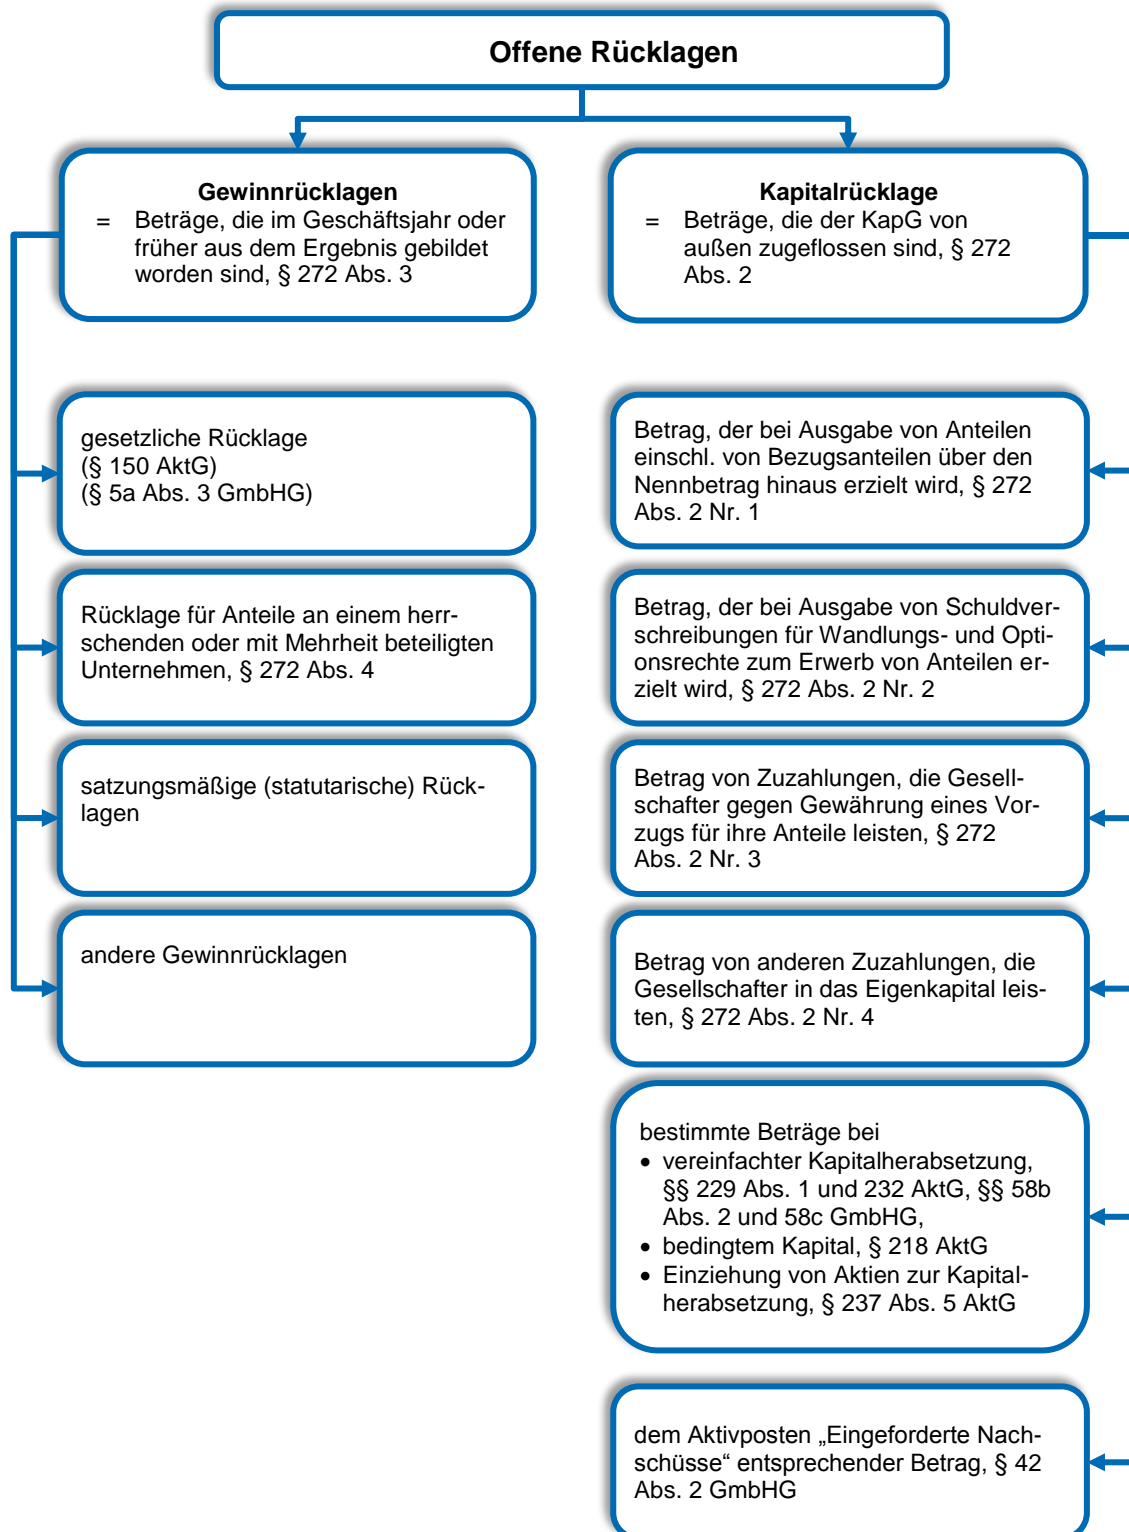 Offene Rücklagen
Gewinnrücklagen
= Beträge, die im Geschäftsjahr oder
früher aus dem Ergebnis gebildet
worden sind, § 272 Abs. 3
Kapitalrücklage
= Beträge, die der KapG von
außen zugeflossen sind, § 272
Abs. 2
gesetzliche Rücklage
(§ 150 AktG)
(§ 5a Abs. 3 GmbHG)
Rücklage für Anteile an einem herr-
schenden oder mit Mehrheit beteiligten
Unternehmen, § 272 Abs. 4
satzungsmäßige (statutarische) Rück-
lagen
andere Gewinnrücklagen
Betrag, der bei Ausgabe von Anteilen
einschl. von Bezugsanteilen über den
Nennbetrag hinaus erzielt wird, § 272
Abs. 2 Nr. 1
Betrag, der bei Ausgabe von Schuldver-
schreibungen für Wandlungs- und Opti-
onsrechte zum Erwerb von Anteilen er-
zielt wird, § 272 Abs. 2 Nr. 2
Betrag von Zuzahlungen, die Gesell-
schafter gegen Gewährung eines Vor-
zugs für ihre Anteile leisten, § 272
Abs. 2 Nr. 3
Betrag von anderen Zuzahlungen, die
Gesellschafter in das Eigenkapital leis-
ten, § 272 Abs. 2 Nr. 4
bestimmte Beträge bei
• vereinfachter Kapitalherabsetzung,
§§ 229 Abs. 1 und 232 AktG, §§ 58b
Abs. 2 und 58c GmbHG,
• bedingtem Kapital, § 218 AktG
• Einziehung von Aktien zur Kapital-
herabsetzung, § 237 Abs. 5 AktG
dem Aktivposten „Eingeforderte Nach-
schüsse“ entsprechender Betrag, § 42
Abs. 2 GmbHG